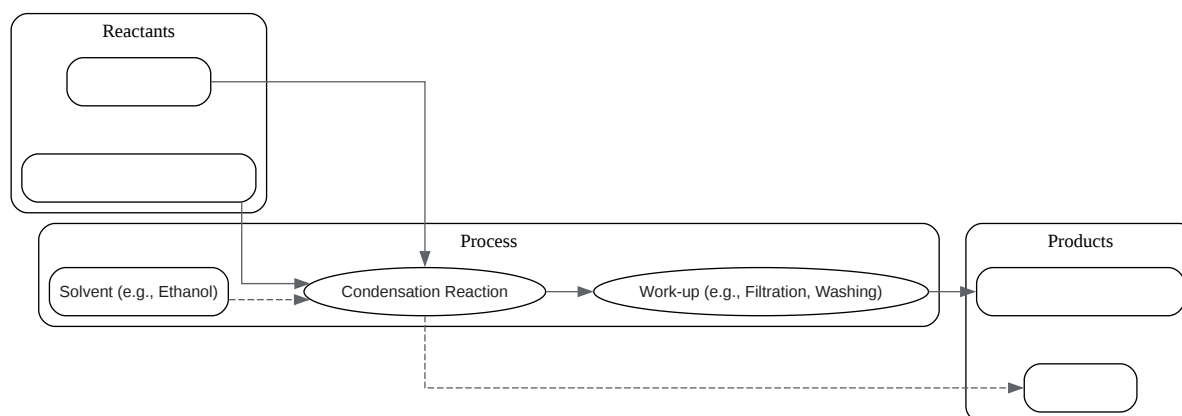 Reactants
Process
Products
Solvent (e.g., Ethanol)
Condensation Reaction
Work-up (e.g., Filtration, Washing)